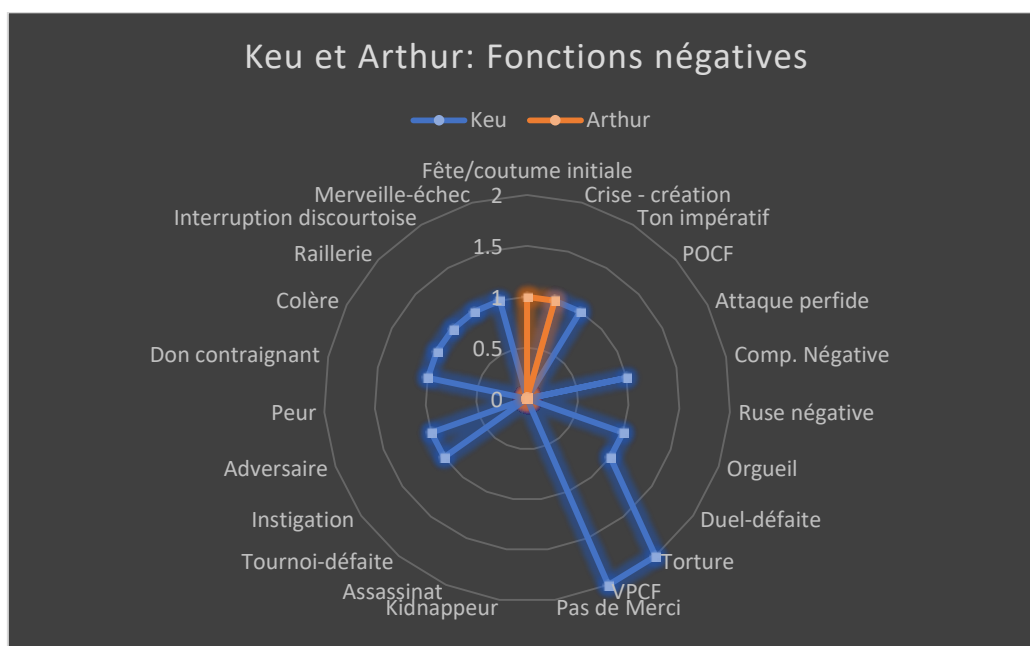 Keu et Arthur: Fonctions négatives
Keu Arthur
Fête/coutume initiale
Merveille-échec
Crise - création
Interruption discourtoise
Ton impératif
Raillerie
POCF
Colère
Attaque perfide
Don contraignant
Comp. Négative
Peur
Ruse négative
Adversaire
Orgueil
Instigation
Duel-défaite
Tournoi-défaite
Torture
Assassinat
VPCF
Kidnappeur
Pas de Merci
2
1.5
1
0.5
0